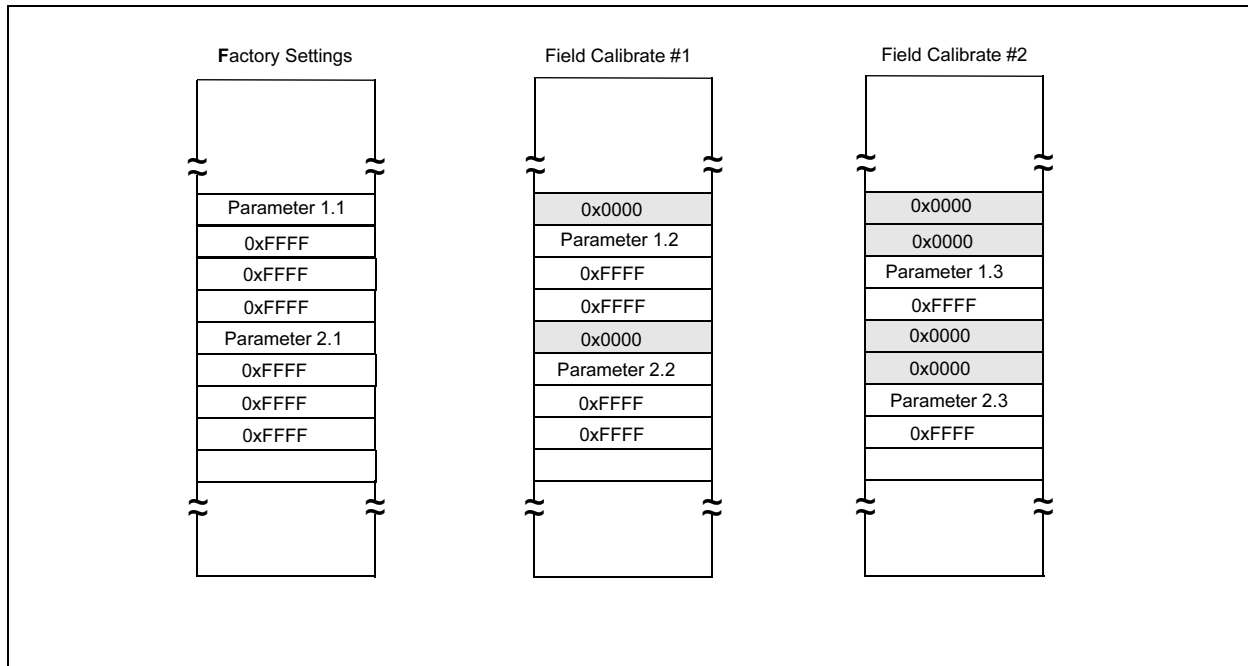 Factory Settings
Parameter 1.1
0xFFFF
0xFFFF
0xFFFF
Parameter 2.1
0xFFFF
0xFFFF
0xFFFF
Field Calibrate #1
0x0000
Parameter 1.2
0xFFFF
0xFFFF
0x0000
Parameter 2.2
0xFFFF
0xFFFF
Field Calibrate #2
0x0000
0x0000
Parameter 1.3
0xFFFF
0x0000
0x0000
Parameter 2.3
0xFFFF